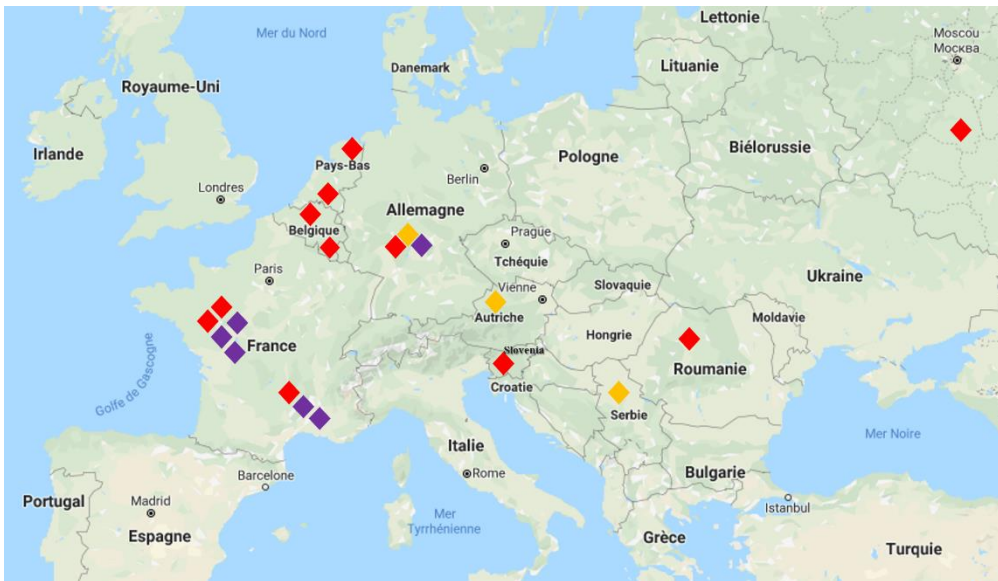 Lettonie
Mer du Nord
Moscou
Москва
Danemark
Lituanie
Royaume-Uni
Biélorussie
Irlande
Pays-Bas
Pologne
Berlin
Londres
Allemagne
Belgique
Prague
Tchéquie
Paris
Ukraine
Slovaquie
Vienne
Autriche
Moldavie
Hongrie
France
Slovenia
Roumanie
Golfe de Gascogne
Croatie
Serbie
Mer Noire
Italie
Barcelone
Rome
Bulgarie
Portugal
Madrid
Istanbul
Mer
Tyrrhénienne
Espagne
Grèce
Turquie